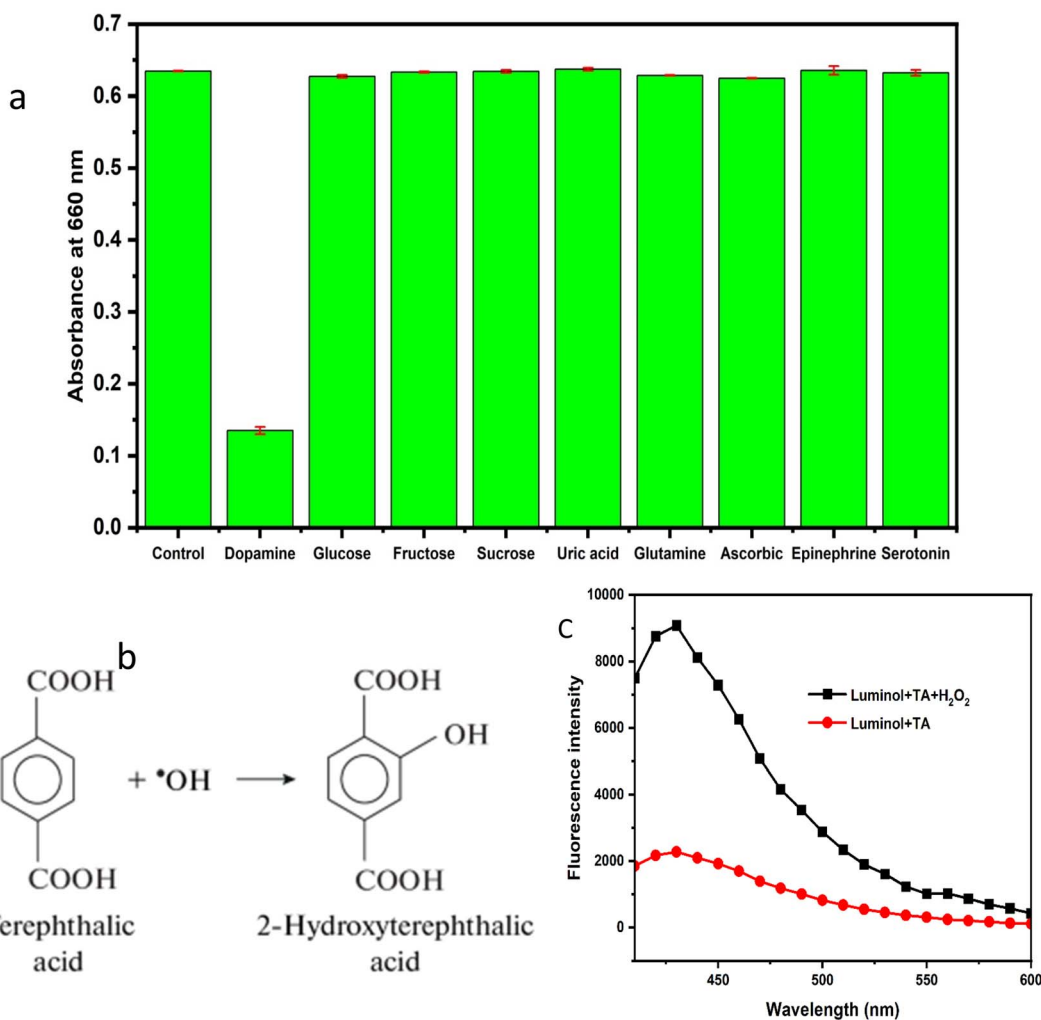 a
Absorbance at 660 nm
0.7
0.6
0.5
0.4
0.3
0.2
0.1
0.0
Control Dopamine Glucose Fructose Sucrose Uric acid Glutamine Ascorbic Epinephrine Serotonin
b
COOH
COOH
+ •OH
COOH
OH
COOH
erephthalic
acid
2-Hydroxyterephthalic
acid
c
Fluorescence intensity
10000
8000
6000
4000
2000
0
Luminol+TA+H₂O₂
Luminol+TA
450 500 550 600
Wavelength (nm)